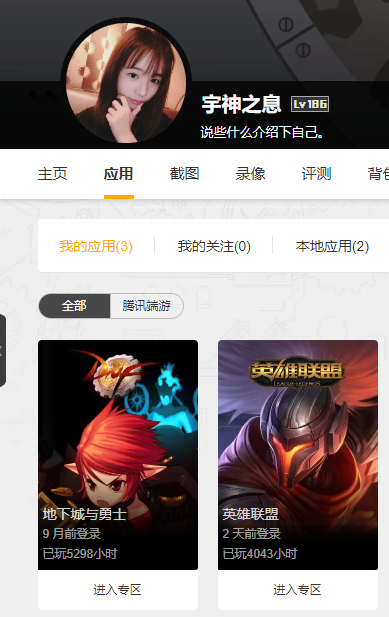 宇神之息 Lv186
说些什么介绍下自己。
主页 应用 截图 录像 评测
我的应用(3) 我的关注(0) 本地应用(2)
全部 腾讯端游
DNF
英雄联盟
LEAGUE OF LEGENDS
地下城与勇士
9 月前登录
已玩5298小时
英雄联盟
2 天前登录
已玩4043小时
进入专区 进入专区